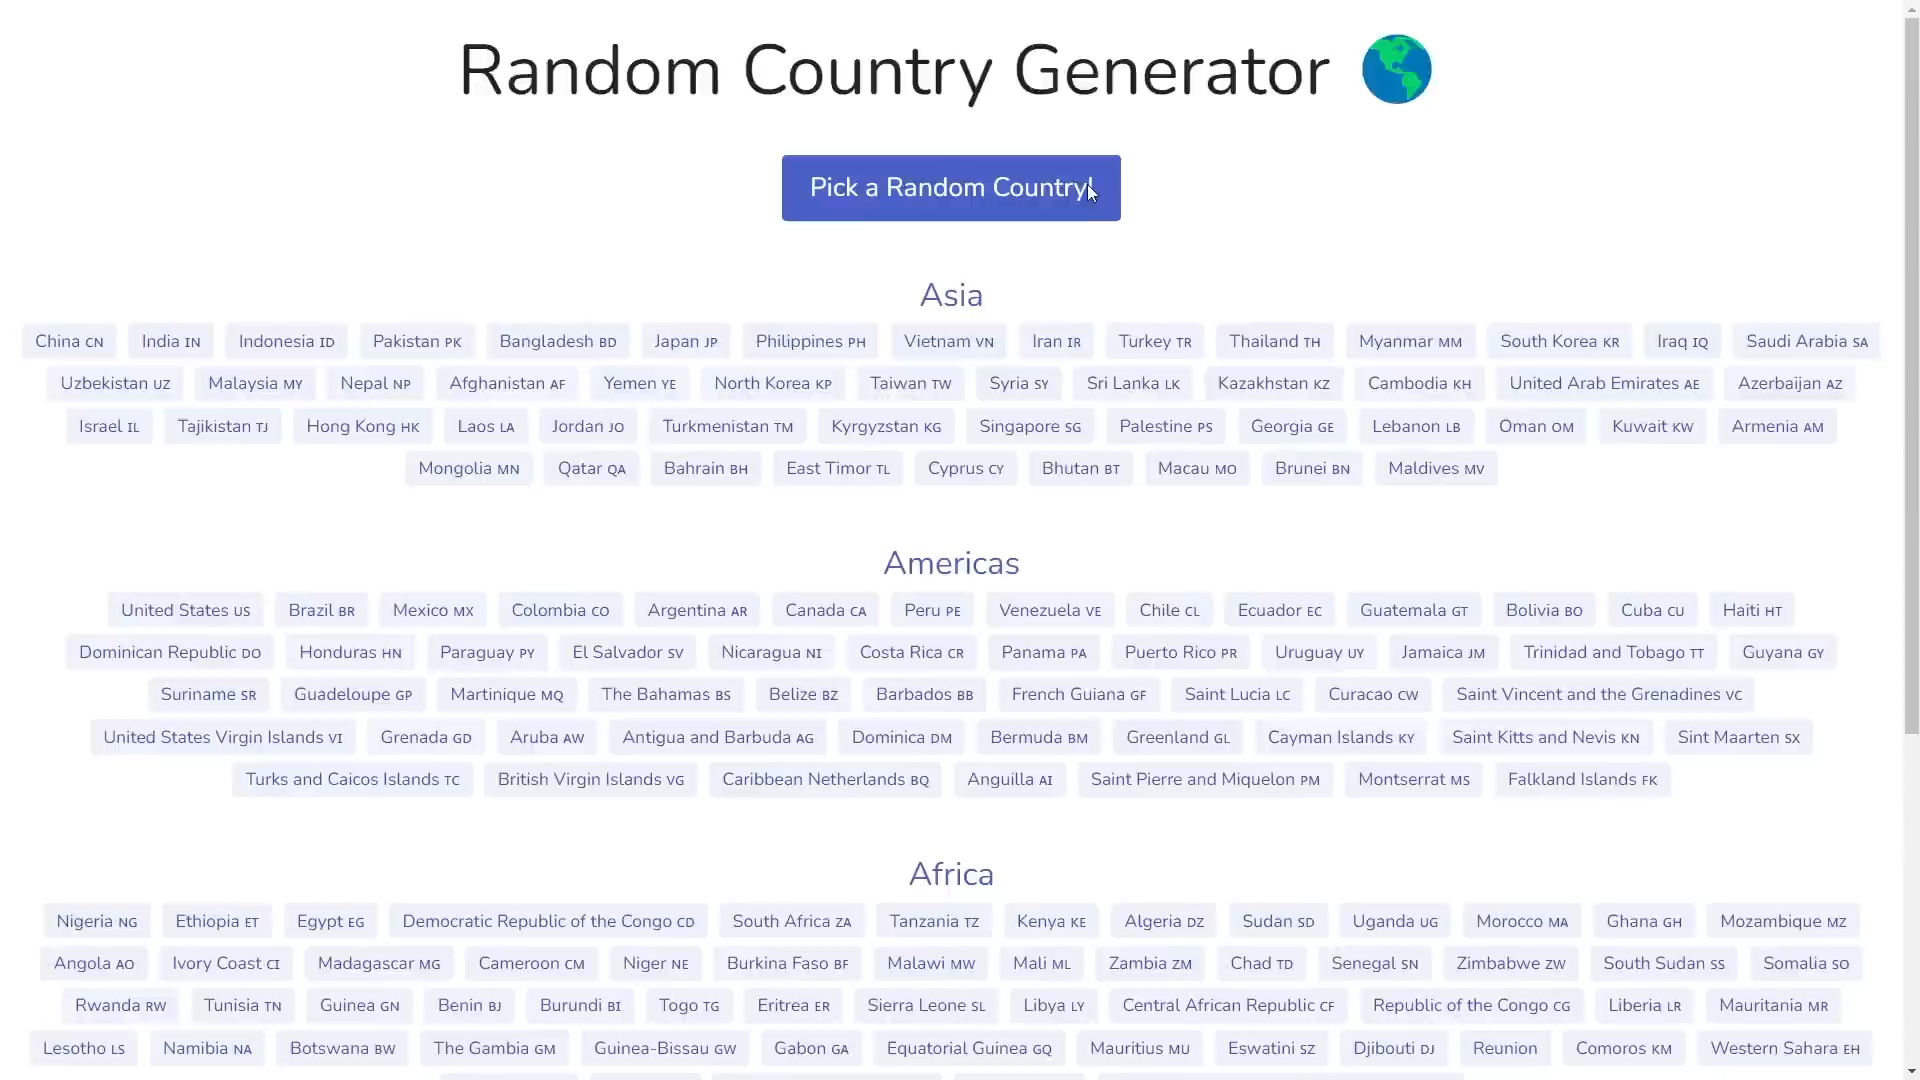 Random Country Generator
Pick a Random Country!
Asia
China CN India IN Indonesia ID Pakistan PK Bangladesh BD Japan JP Philippines PH Vietnam VN Iran IR Turkey TR Thailand TH Myanmar MM South Korea KR Iraq IQ Saudi Arabia SA
Uzbekistan UZ Malaysia MY Nepal NP Afghanistan AF Yemen YE North Korea KP Taiwan TW Syria SY Sri Lanka LK Kazakhstan KZ Cambodia KH United Arab Emirates AE Azerbaijan AZ
Israel IL Tajikistan TJ Hong Kong HK Laos LA Jordan JO Turkmenistan TM Kyrgyzstan KG Singapore SG Palestine PS Georgia GE Lebanon LB Oman OM Kuwait KW Armenia AM
Mongolia MN Qatar QA Bahrain BH East Timor TL Cyprus CY Bhutan BT Macau MO Brunei BN Maldives MV
Americas
United States US Brazil BR Mexico MX Colombia CO Argentina AR Canada CA Peru PE Venezuela VE Chile CL Ecuador EC Guatemala GT Bolivia BO Cuba CU Haiti HT
Dominican Republic DO Honduras HN Paraguay PY El Salvador SV Nicaragua NI Costa Rica CR Panama PA Puerto Rico PR Uruguay UY Jamaica JM Trinidad and Tobago TT Guyana GY
Suriname SR Guadeloupe GP Martinique MQ The Bahamas BS Belize BZ Barbados BB French Guiana GF Saint Lucia LC Curacao CW Saint Vincent and the Grenadines VC
United States Virgin Islands VI Grenada GD Aruba AW Antigua and Barbuda AG Dominica DM Bermuda BM Greenland GL Cayman Islands KY Saint Kitts and Nevis KN Sint Maarten SX
Turks and Caicos Islands TC British Virgin Islands VG Caribbean Netherlands BQ Anguilla AI Saint Pierre and Miquelon PM Montserrat MS Falkland Islands FK
Africa
Nigeria NG Ethiopia ET Egypt EG Democratic Republic of the Congo CD South Africa ZA Tanzania TZ Kenya KE Algeria DZ Sudan SD Uganda UG Morocco MA Ghana GH Mozambique MZ
Angola AO Ivory Coast CI Madagascar MG Cameroon CM Niger NE Burkina Faso BF Malawi MW Mali ML Zambia ZM Chad TD Senegal SN Zimbabwe ZW South Sudan SS Somalia SO
Rwanda RW Tunisia TN Guinea GN Benin BJ Burundi BI Togo TG Eritrea ER Sierra Leone SL Libya LY Central African Republic CF Republic of the Congo CG Liberia LR Mauritania MR
Lesotho LS Namibia NA Botswana BW The Gambia GM Guinea-Bissau GW Gabon GA Equatorial Guinea GQ Mauritius MU Eswatini SZ Djibouti DJ Reunion Comoros KM Western Sahara EH